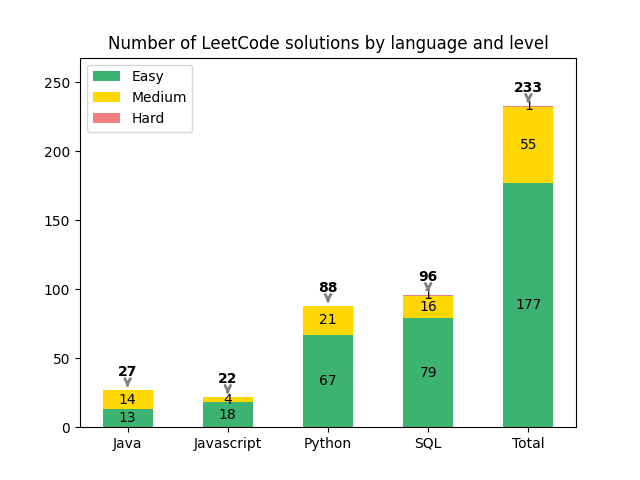 Number of LeetCode solutions by language and level
Easy
Medium
Hard
250
200
150
100
50
0
27
14
13
22
4
18
88
21
67
96
1
16
79
233
1
55
177
Java
Javascript
Python
SQL
Total